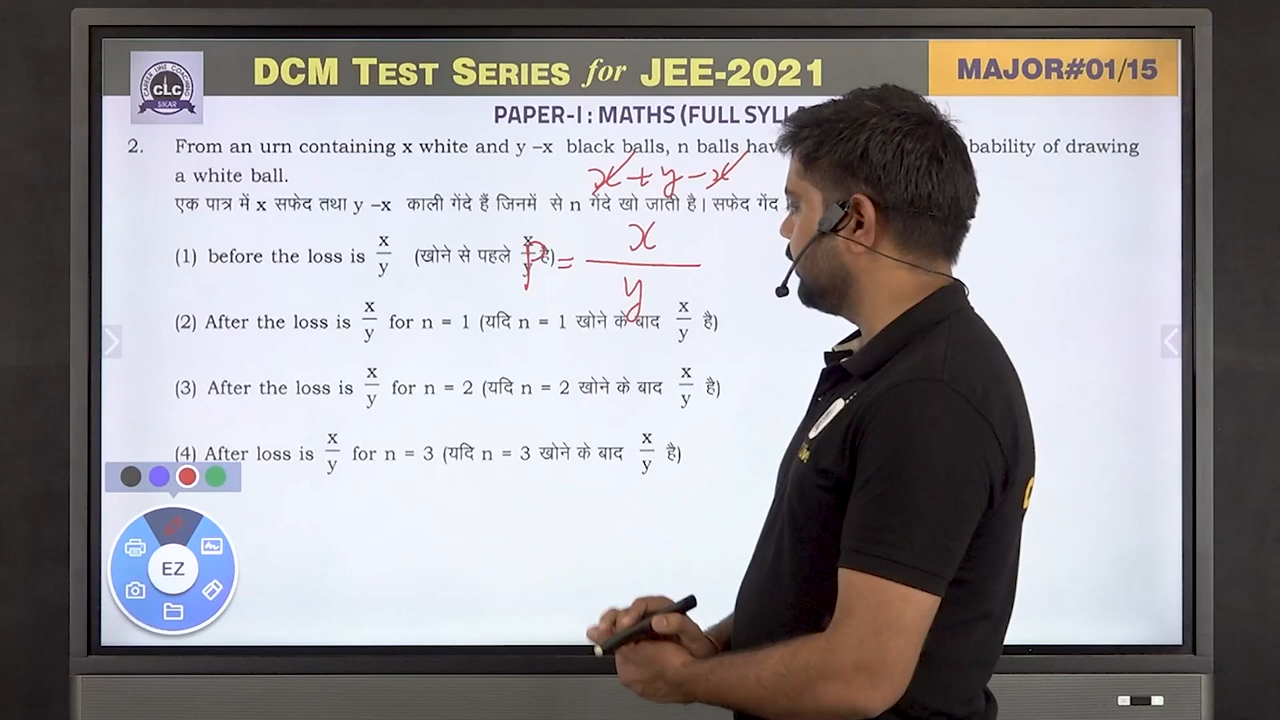 DCM TEST SERIES for JEE-2021
MAJOR#01/15
CAREER LINE COACHING
CLC
SIKAR
PAPER-I : MATHS (FULL
2. From an urn containing x white and y –x black balls, n balls of drawing
a white ball.
x + y – x
एक पात्र में x सफेद तथा y –x काली गेंदे हैं जिनमें से n गेंदे खो जाती है। सफेद गेंद
(1) before the loss is x/y (खोने से पहले x/y है)
P = x/y
(2) After the loss is x/y for n = 1 (यदि n = 1 खोने के बाद x/y है)
(3) After the loss is x/y for n = 2 (यदि n = 2 खोने के बाद x/y है)
(4) After loss is x/y for n = 3 (यदि n = 3 खोने के बाद x/y है)
EZ